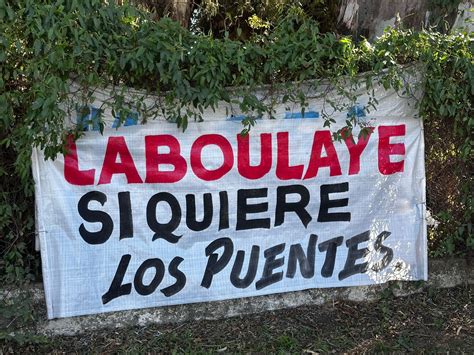 LABOULAYE
SI QUIERE
LOS PUENTES